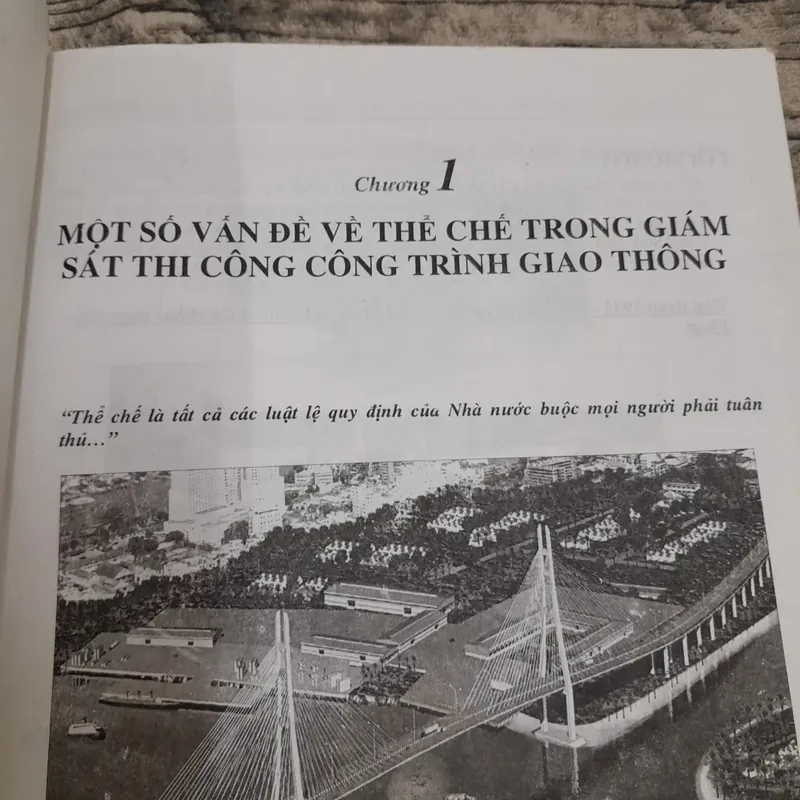 Chương 1
MỘT SỐ VẤN ĐỀ VỀ THỂ CHẾ TRONG GIÁM
SÁT THI CÔNG CÔNG TRÌNH GIAO THÔNG
“Thể chế là tất cả các luật lệ quy định của Nhà nước buộc mọi người phải tuân
thủ…”